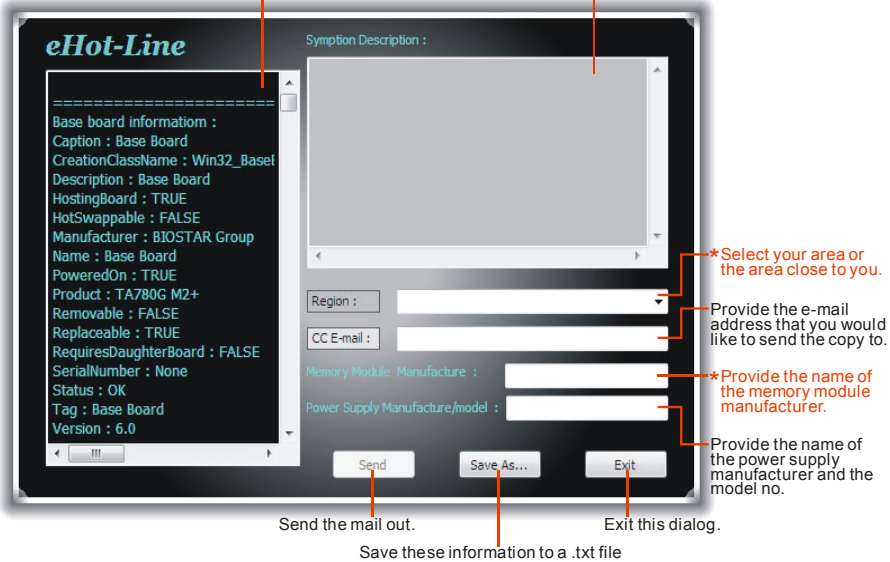 eHot-Line
======================
Base board informatiom :
Caption : Base Board
CreationClassName : Win32_BaseB
Description : Base Board
HostingBoard : TRUE
HotSwappable : FALSE
Manufacturer : BIOSTAR Group
Name : Base Board
PoweredOn : TRUE
Product : TA780G M2+
Removable : FALSE
Replaceable : TRUE
RequiresDaughterBoard : FALSE
SerialNumber : None
Status : OK
Tag : Base Board
Version : 6.0
Symption Description :
Region :
CC E-mail :
Memory Module Manufacture :
Power Supply Manufacture/model :
Send
Save As...
Exit
*Select your area or
the area close to you.
Provide the e-mail
address that you would
like to send the copy to.
*Provide the name of
the memory module
manufacturer.
Provide the name of
the power supply
manufacturer and the
model no.
Send the mail out.
Exit this dialog.
Save these information to a .txt file